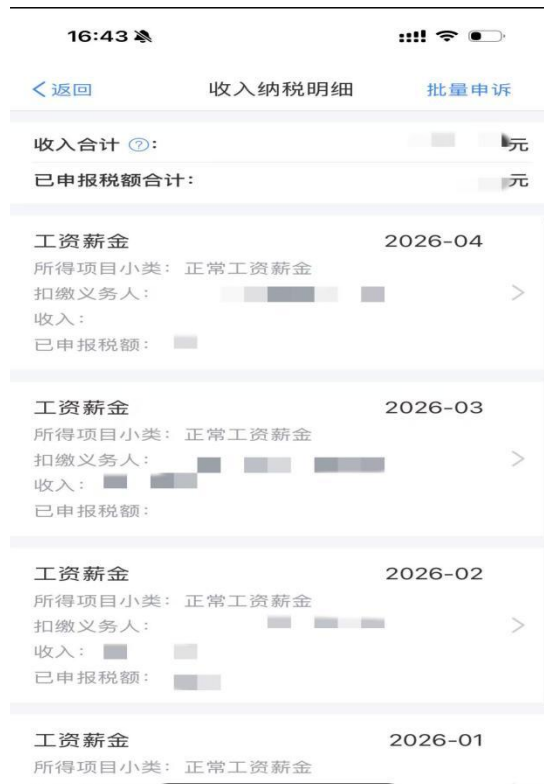 16:43
返回 收入纳税明细 批量申诉
收入合计 ?: 元
已申报税额合计: 元
工资薪金 2026-04
所得项目小类: 正常工资薪金
扣缴义务人:
收入:
已申报税额:
工资薪金 2026-03
所得项目小类: 正常工资薪金
扣缴义务人:
收入:
已申报税额:
工资薪金 2026-02
所得项目小类: 正常工资薪金
扣缴义务人:
收入:
已申报税额:
工资薪金 2026-01
所得项目小类: 正常工资薪金